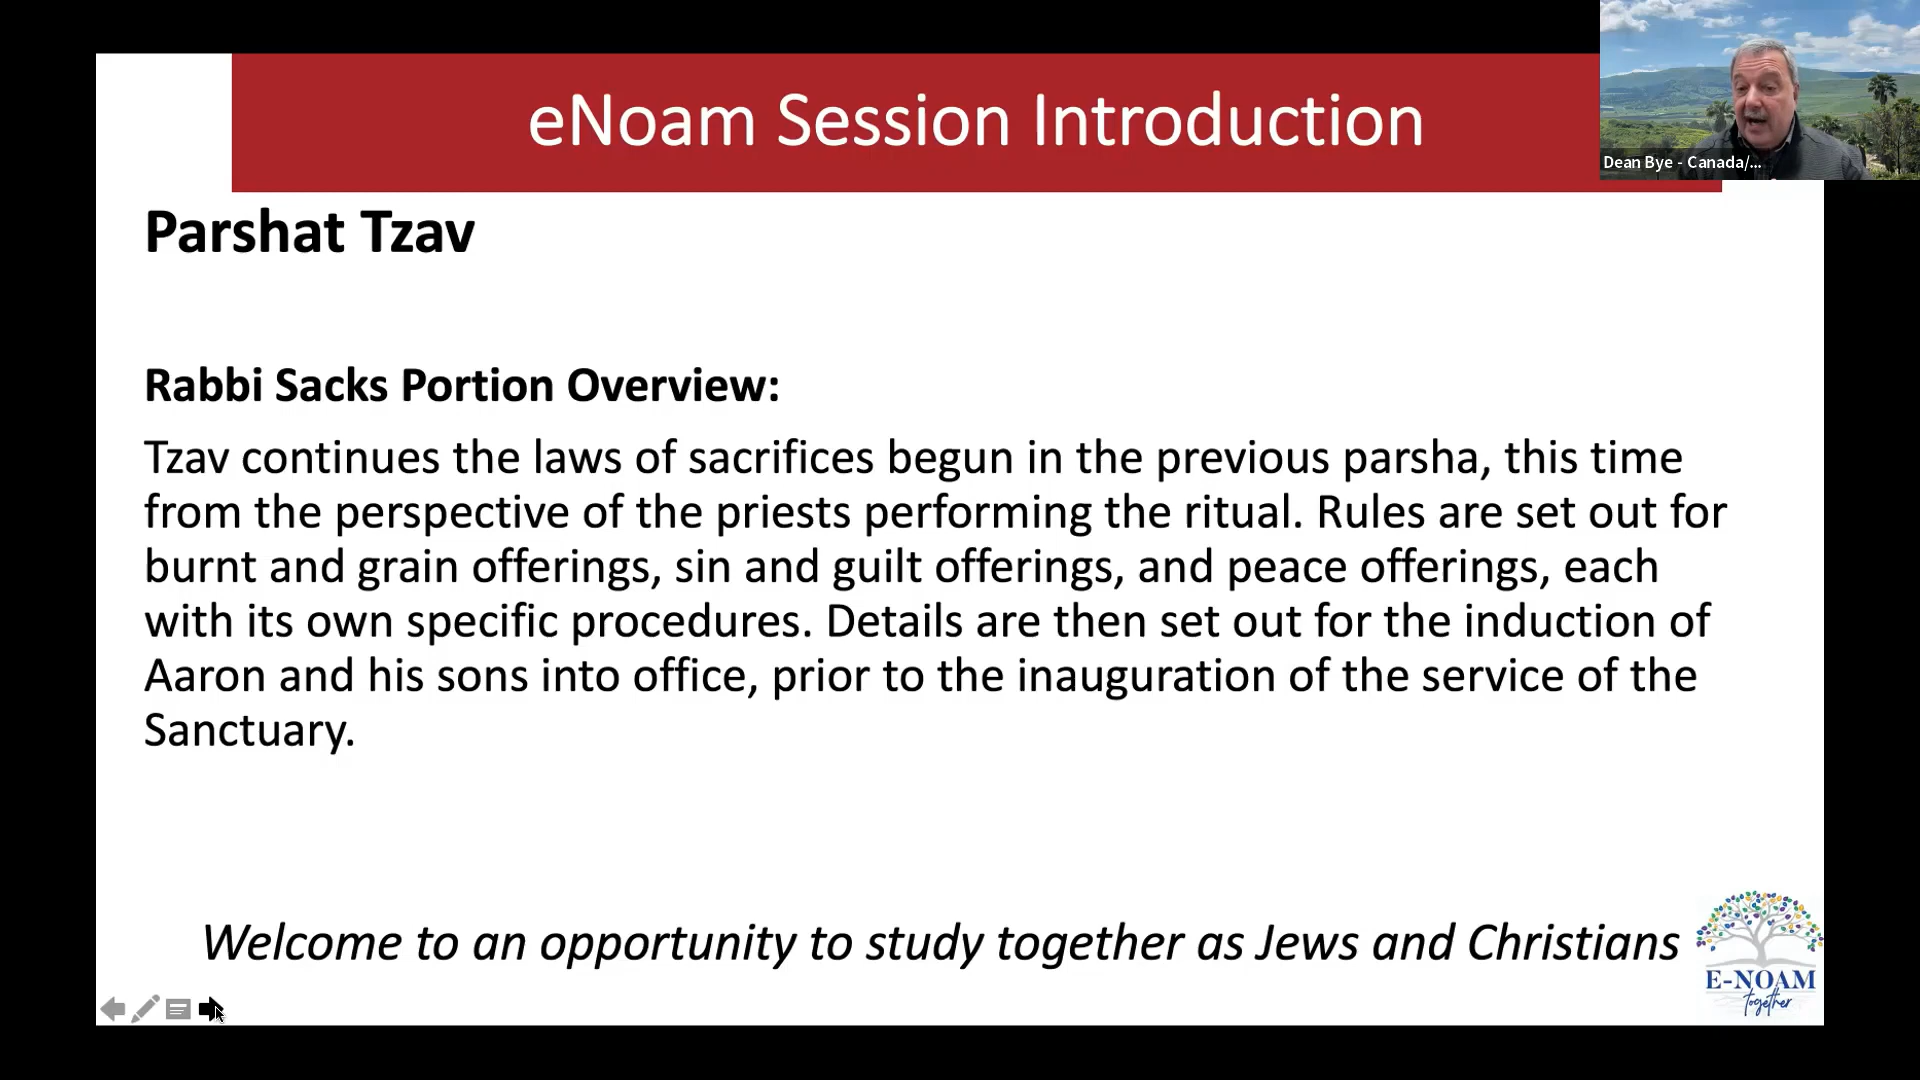 eNoam Session Introduction
Dean Bye - Canada/...
Parshat Tzav
Rabbi Sacks Portion Overview:
Tzav continues the laws of sacrifices begun in the previous parsha, this time
from the perspective of the priests performing the ritual. Rules are set out for
burnt and grain offerings, sin and guilt offerings, and peace offerings, each
with its own specific procedures. Details are then set out for the induction of
Aaron and his sons into office, prior to the inauguration of the service of the
Sanctuary.
Welcome to an opportunity to study together as Jews and Christians
E-NOAM
together